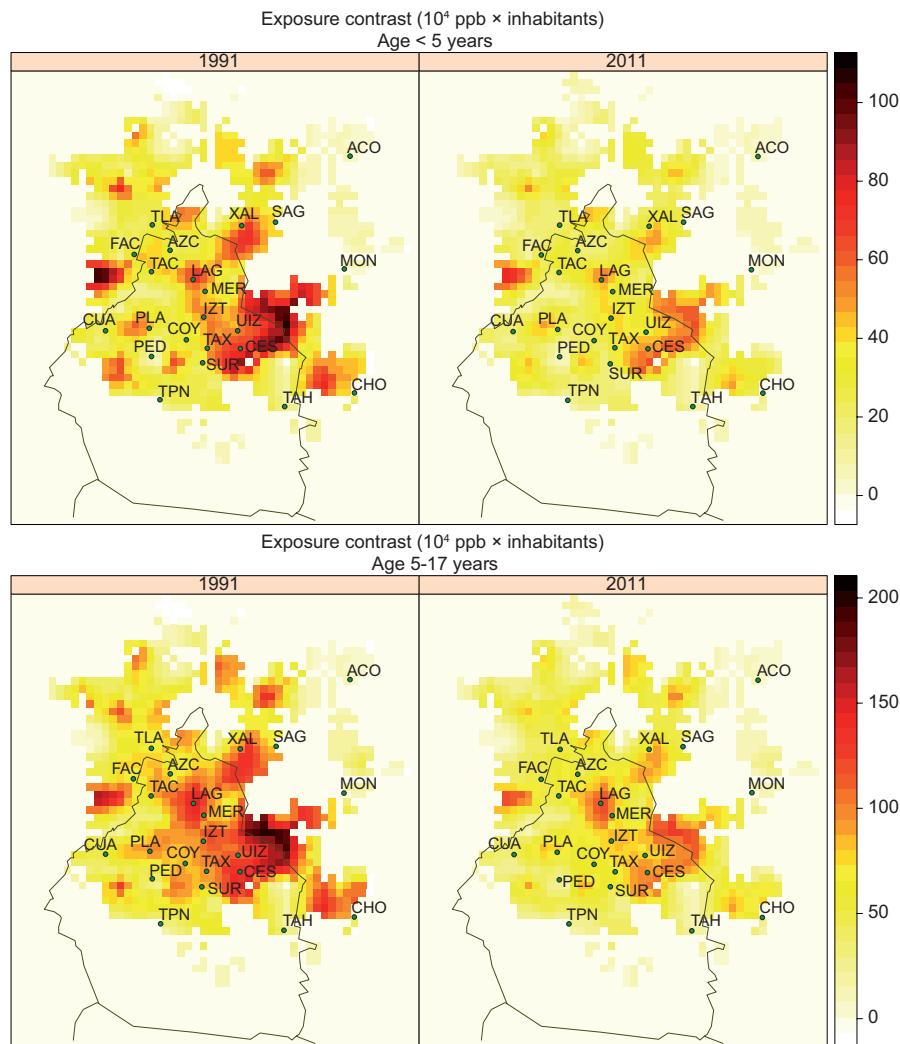 Exposure contrast (10⁴ ppb × inhabitants)
Age < 5 years
1991 2011
ACO ACO
TLA XAL SAG TLA XAL SAG
FAC AZC FAC AZC
TAC LAG MON TAC LAG MON
MER MER
CUA PLA COY IZT UIZ CUA PLA COY IZT UIZ
PED TAX CES PED TAX CES
SUR SUR
TPN TAH CHO TPN TAH CHO
100
80
60
40
20
0
Exposure contrast (10⁴ ppb × inhabitants)
Age 5-17 years
1991 2011
ACO ACO
TLA XAL SAG TLA XAL SAG
FAC AZC FAC AZC
TAC LAG MON TAC LAG MON
MER MER
CUA PLA COY IZT UIZ CUA PLA COY IZT UIZ
PED TAX CES PED TAX CES
SUR SUR
TPN TAH CHO TPN TAH CHO
200
150
100
50
0